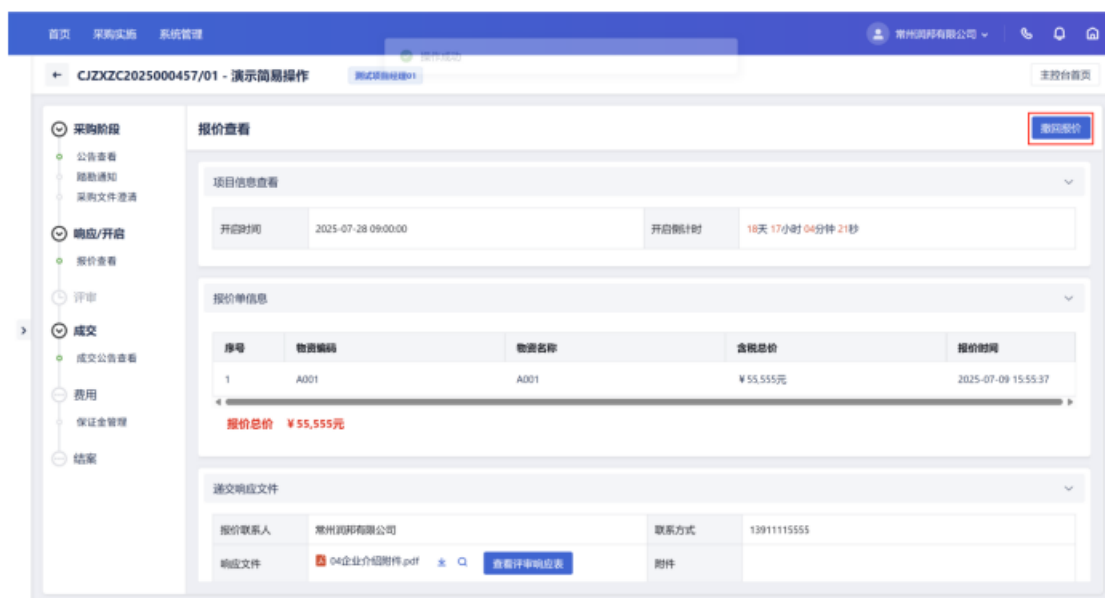 首页 采购实施 系统管理 常州润邦有限公司
操作成功
CJZXZC2025000457/01 - 演示简易操作 测试项目经理01 主控台首页
采购阶段
公告查看
踏勘通知
采购文件澄清
响应/开启
报价查看
评审
成交
成交公告查看
费用
保证金管理
结案
报价查看 撤回报价
项目信息查看
开启时间 2025-07-28 09:00:00 开启倒计时 18天 17小时 04分钟 21秒
报价单信息
序号 物资编码 物资名称 含税总价 报价时间
1 A001 A001 ¥55,555元 2025-07-09 15:55:37
报价总价 ¥55,555元
递交响应文件
报价联系人 常州润邦有限公司 联系方式 13911115555
响应文件 04企业介绍附件.pdf 查看评审响应表 附件